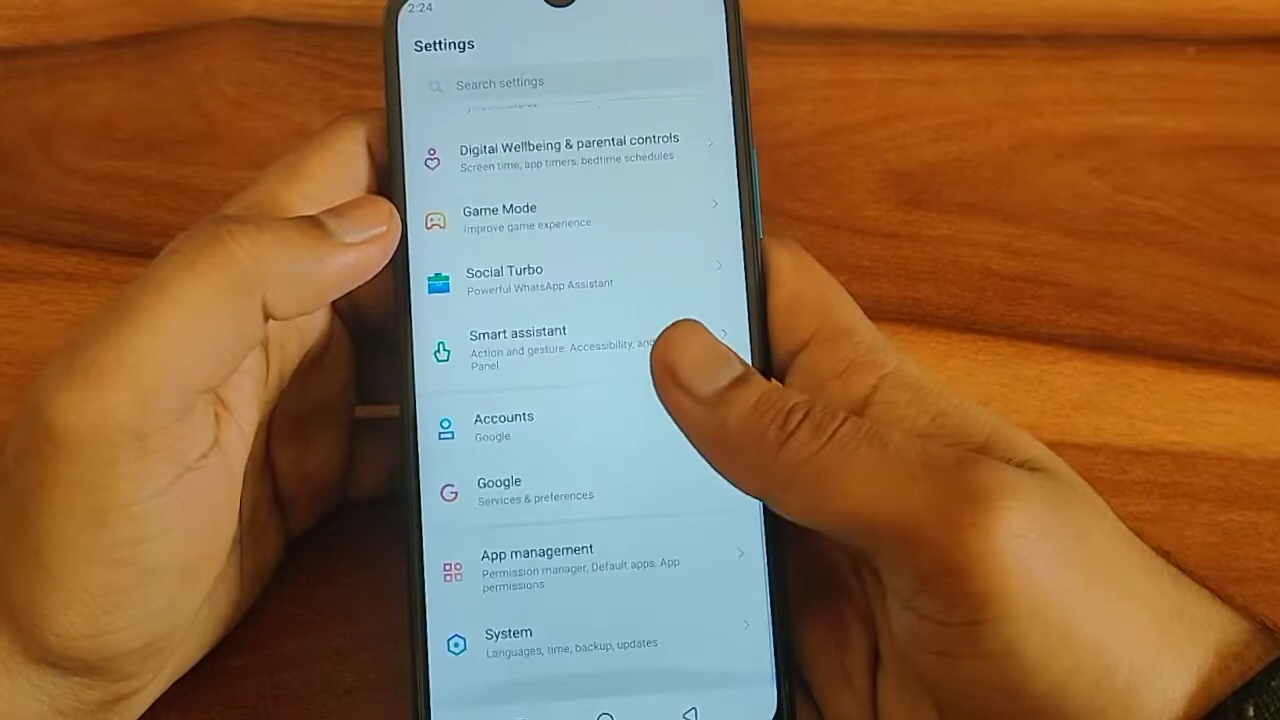 2:24
Settings
Search settings
Digital Wellbeing & parental controls
Screen time, app timers, bedtime schedules
Game Mode
Improve game experience
Social Turbo
Powerful WhatsApp Assistant
Smart assistant
Action and gesture, Accessibility, and
Panel
Accounts
Google
Google
Services & preferences
App management
Permission manager, Default apps, App
permissions
System
Languages, time, backup, updates